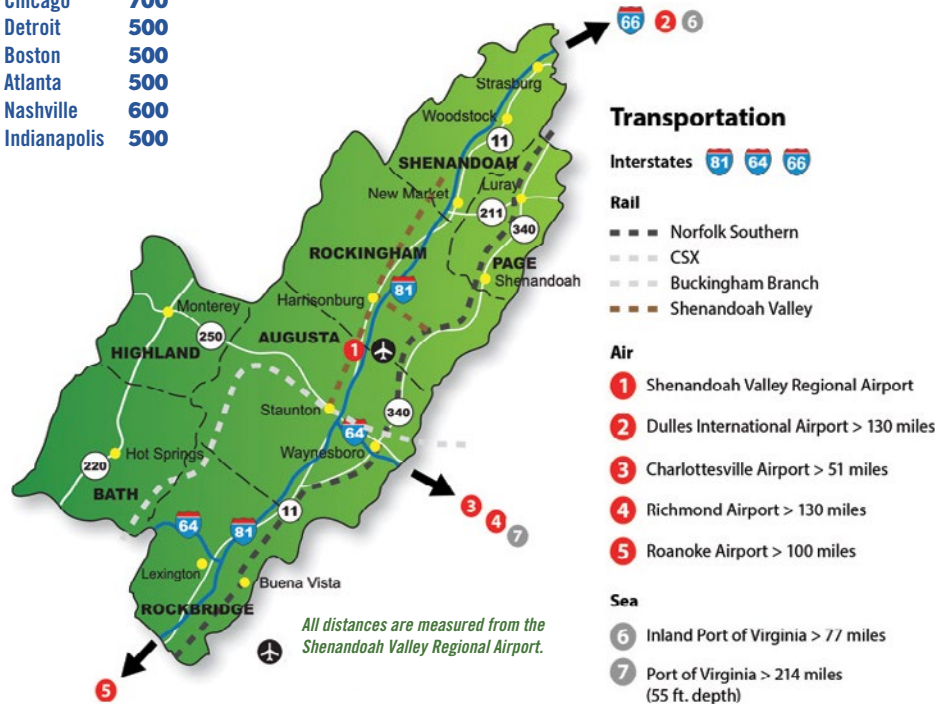 Chicago 700
Detroit 500
Boston 500
Atlanta 500
Nashville 600
Indianapolis 500
66 2 6
Strasburg
Woodstock
11
SHENANDOAH
New Market
Luray
211
340
ROCKINGHAM
PAGE
Shenandoah
Harrisonburg
81
Monterey
250
HIGHLAND
AUGUSTA
1
Staunton
340
64
Waynesboro
Hot Springs
220
BATH
11
3
4
7
64
81
Lexington
Buena Vista
ROCKBRIDGE
5
All distances are measured from the
Shenandoah Valley Regional Airport.
Transportation
Interstates 81 64 66
Rail
Norfolk Southern
CSX
Buckingham Branch
Shenandoah Valley
Air
1 Shenandoah Valley Regional Airport
2 Dulles International Airport > 130 miles
3 Charlottesville Airport > 51 miles
4 Richmond Airport > 130 miles
5 Roanoke Airport > 100 miles
Sea
6 Inland Port of Virginia > 77 miles
7 Port of Virginia > 214 miles
(55 ft. depth)